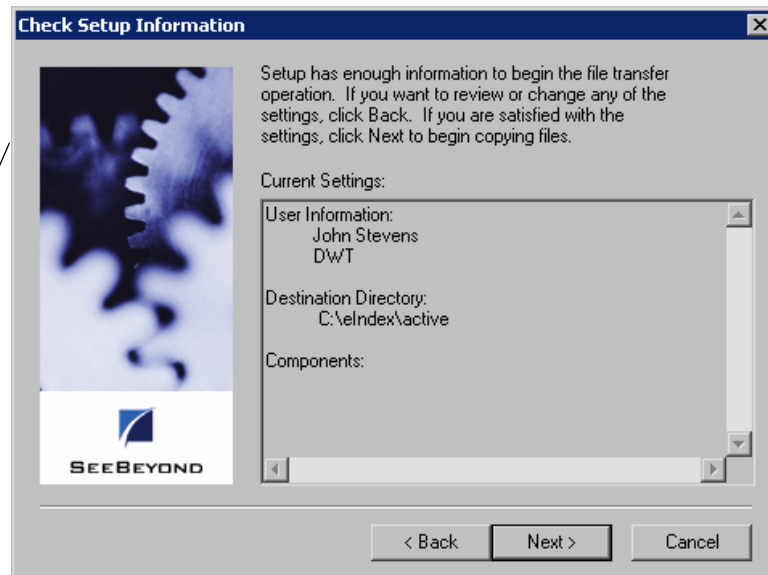 Check Setup Information
Setup has enough information to begin the file transfer
operation. If you want to review or change any of the
settings, click Back. If you are satisfied with the
settings, click Next to begin copying files.
Current Settings:
User Information:
John Stevens
DWT
Destination Directory:
C:\eIndex\active
Components:
SEEBEYOND
< Back
Next >
Cancel